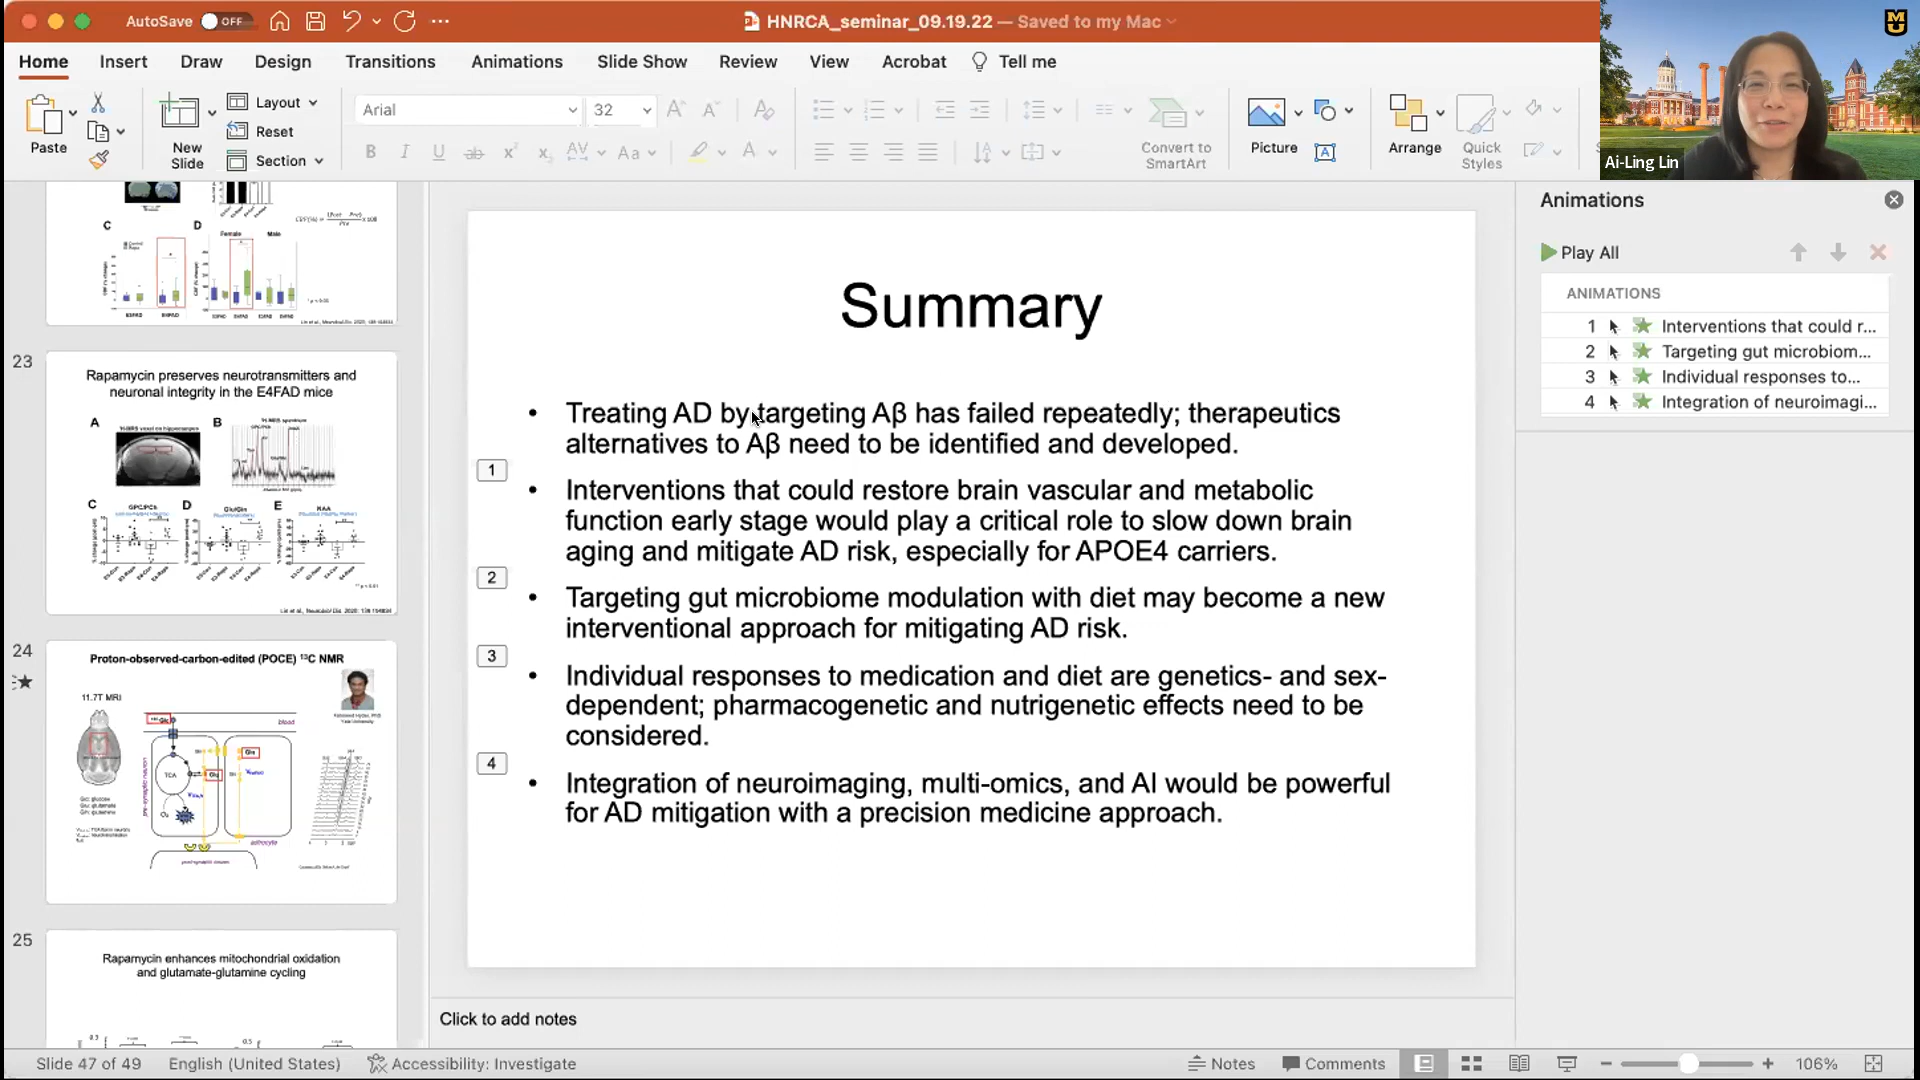 AutoSave OFF
HNRCA_seminar_09.19.22 — Saved to my Mac
Home Insert Draw Design Transitions Animations Slide Show Review View Acrobat Tell me
Paste
New Slide
Layout
Reset
Section
Arial 32
Convert to SmartArt
Picture
Arrange
Quick Styles
Ai-Ling Lin
C D
Female Male
23
Rapamycin preserves neurotransmitters and
neuronal integrity in the E4FAD mice
A B
C D E
24
Proton-observed-carbon-edited (POCE) ¹³C NMR
11.7T MRI
blood
TCA
astrocyte
25
Rapamycin enhances mitochondrial oxidation
and glutamate-glutamine cycling
Summary
• Treating AD by targeting Aβ has failed repeatedly; therapeutics
alternatives to Aβ need to be identified and developed.
1
• Interventions that could restore brain vascular and metabolic
function early stage would play a critical role to slow down brain
aging and mitigate AD risk, especially for APOE4 carriers.
2
• Targeting gut microbiome modulation with diet may become a new
interventional approach for mitigating AD risk.
3
• Individual responses to medication and diet are genetics- and sex-
dependent; pharmacogenetic and nutrigenetic effects need to be
considered.
4
• Integration of neuroimaging, multi-omics, and AI would be powerful
for AD mitigation with a precision medicine approach.
Click to add notes
Animations
Play All
ANIMATIONS
1 Interventions that could r...
2 Targeting gut microbiom...
3 Individual responses to...
4 Integration of neuroimagi...
Slide 47 of 49 English (United States) Accessibility: Investigate
Notes Comments 106%